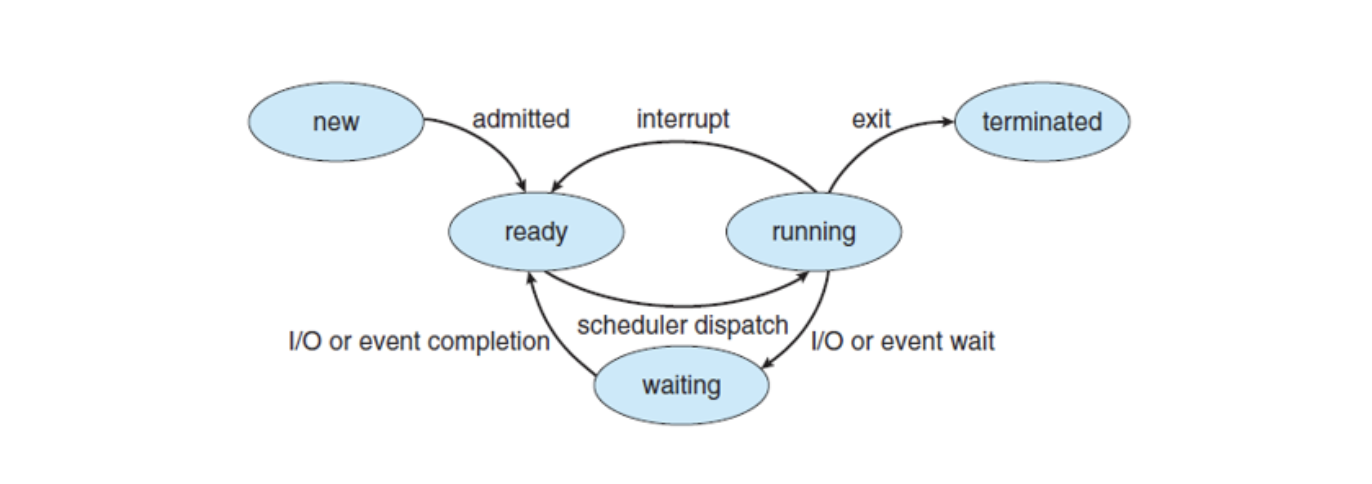 new
admitted
interrupt
exit
terminated
ready
running
scheduler dispatch
I/O or event completion
I/O or event wait
waiting